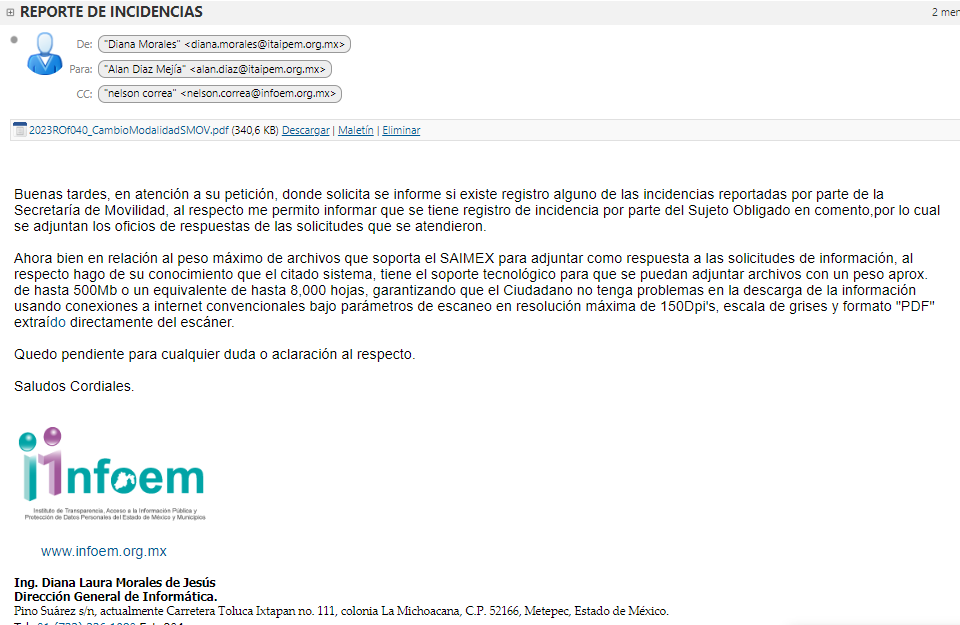 REPORTE DE INCIDENCIAS
2 men
De: "Diana Morales" <diana.morales@itaipem.org.mx>
Para: "Alan Diaz Mejía" <alan.diaz@itaipem.org.mx>
CC: "nelson correa" <nelson.correa@infoem.org.mx>
2023ROf040_CambioModalidadSMOV.pdf (340,6 KB) Descargar | Maletín | Eliminar
Buenas tardes, en atención a su petición, donde solicita se informe si existe registro alguno de las incidencias reportadas por parte de la
Secretaría de Movilidad, al respecto me permito informar que se tiene registro de incidencia por parte del Sujeto Obligado en comento,por lo cual
se adjuntan los oficios de respuestas de las solicitudes que se atendieron.
Ahora bien en relación al peso máximo de archivos que soporta el SAIMEX para adjuntar como respuesta a las solicitudes de información, al
respecto hago de su conocimiento que el citado sistema, tiene el soporte tecnológico para que se puedan adjuntar archivos con un peso aprox.
de hasta 500Mb o un equivalente de hasta 8,000 hojas, garantizando que el Ciudadano no tenga problemas en la descarga de la información
usando conexiones a internet convencionales bajo parámetros de escaneo en resolución máxima de 150Dpi's, escala de grises y formato "PDF"
extraído directamente del escáner.
Quedo pendiente para cualquier duda o aclaración al respecto.
Saludos Cordiales.
infoem
Instituto de Transparencia, Acceso a la Información Pública y
Protección de Datos Personales del Estado de México y Municipios
www.infoem.org.mx
Ing. Diana Laura Morales de Jesús
Dirección General de Informática.
Pino Suárez s/n, actualmente Carretera Toluca Ixtapan no. 111, colonia La Michoacana, C.P. 52166, Metepec, Estado de México.